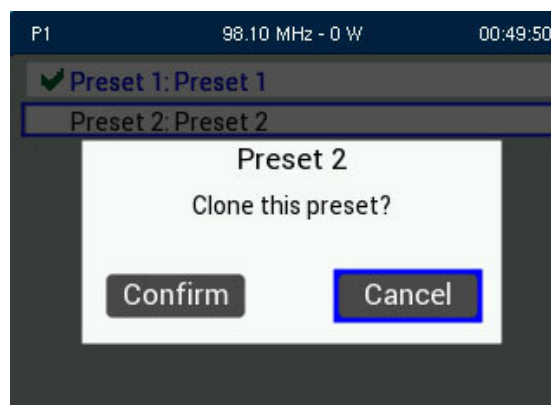 P1 98.10 MHz - 0 W 00:49:50
Preset 1: Preset 1
Preset 2: Preset 2
Preset 2
Clone this preset?
Confirm Cancel